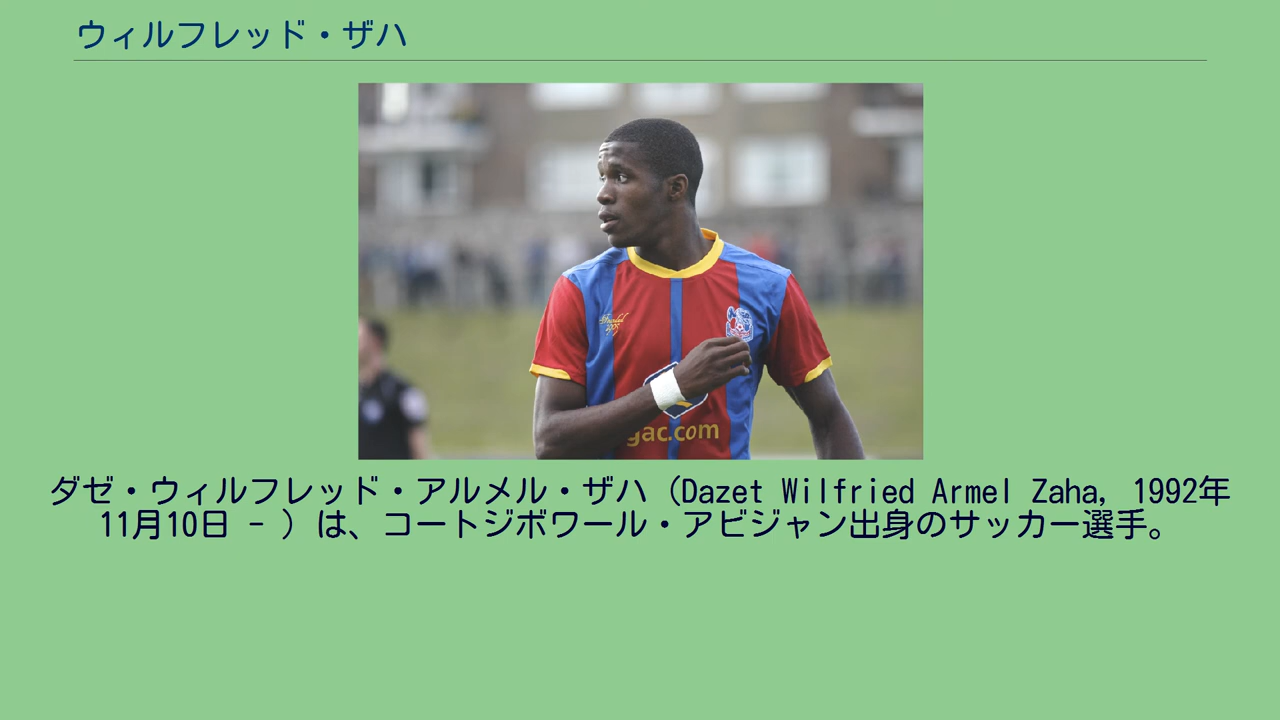 ウィルフレッド・ザハ
gac.com
ダゼ・ウィルフレッド・アルメル・ザハ（Dazet Wilfried Armel Zaha, 1992年
11月10日 - ）は、コートジボワール・アビジャン出身のサッカー選手。